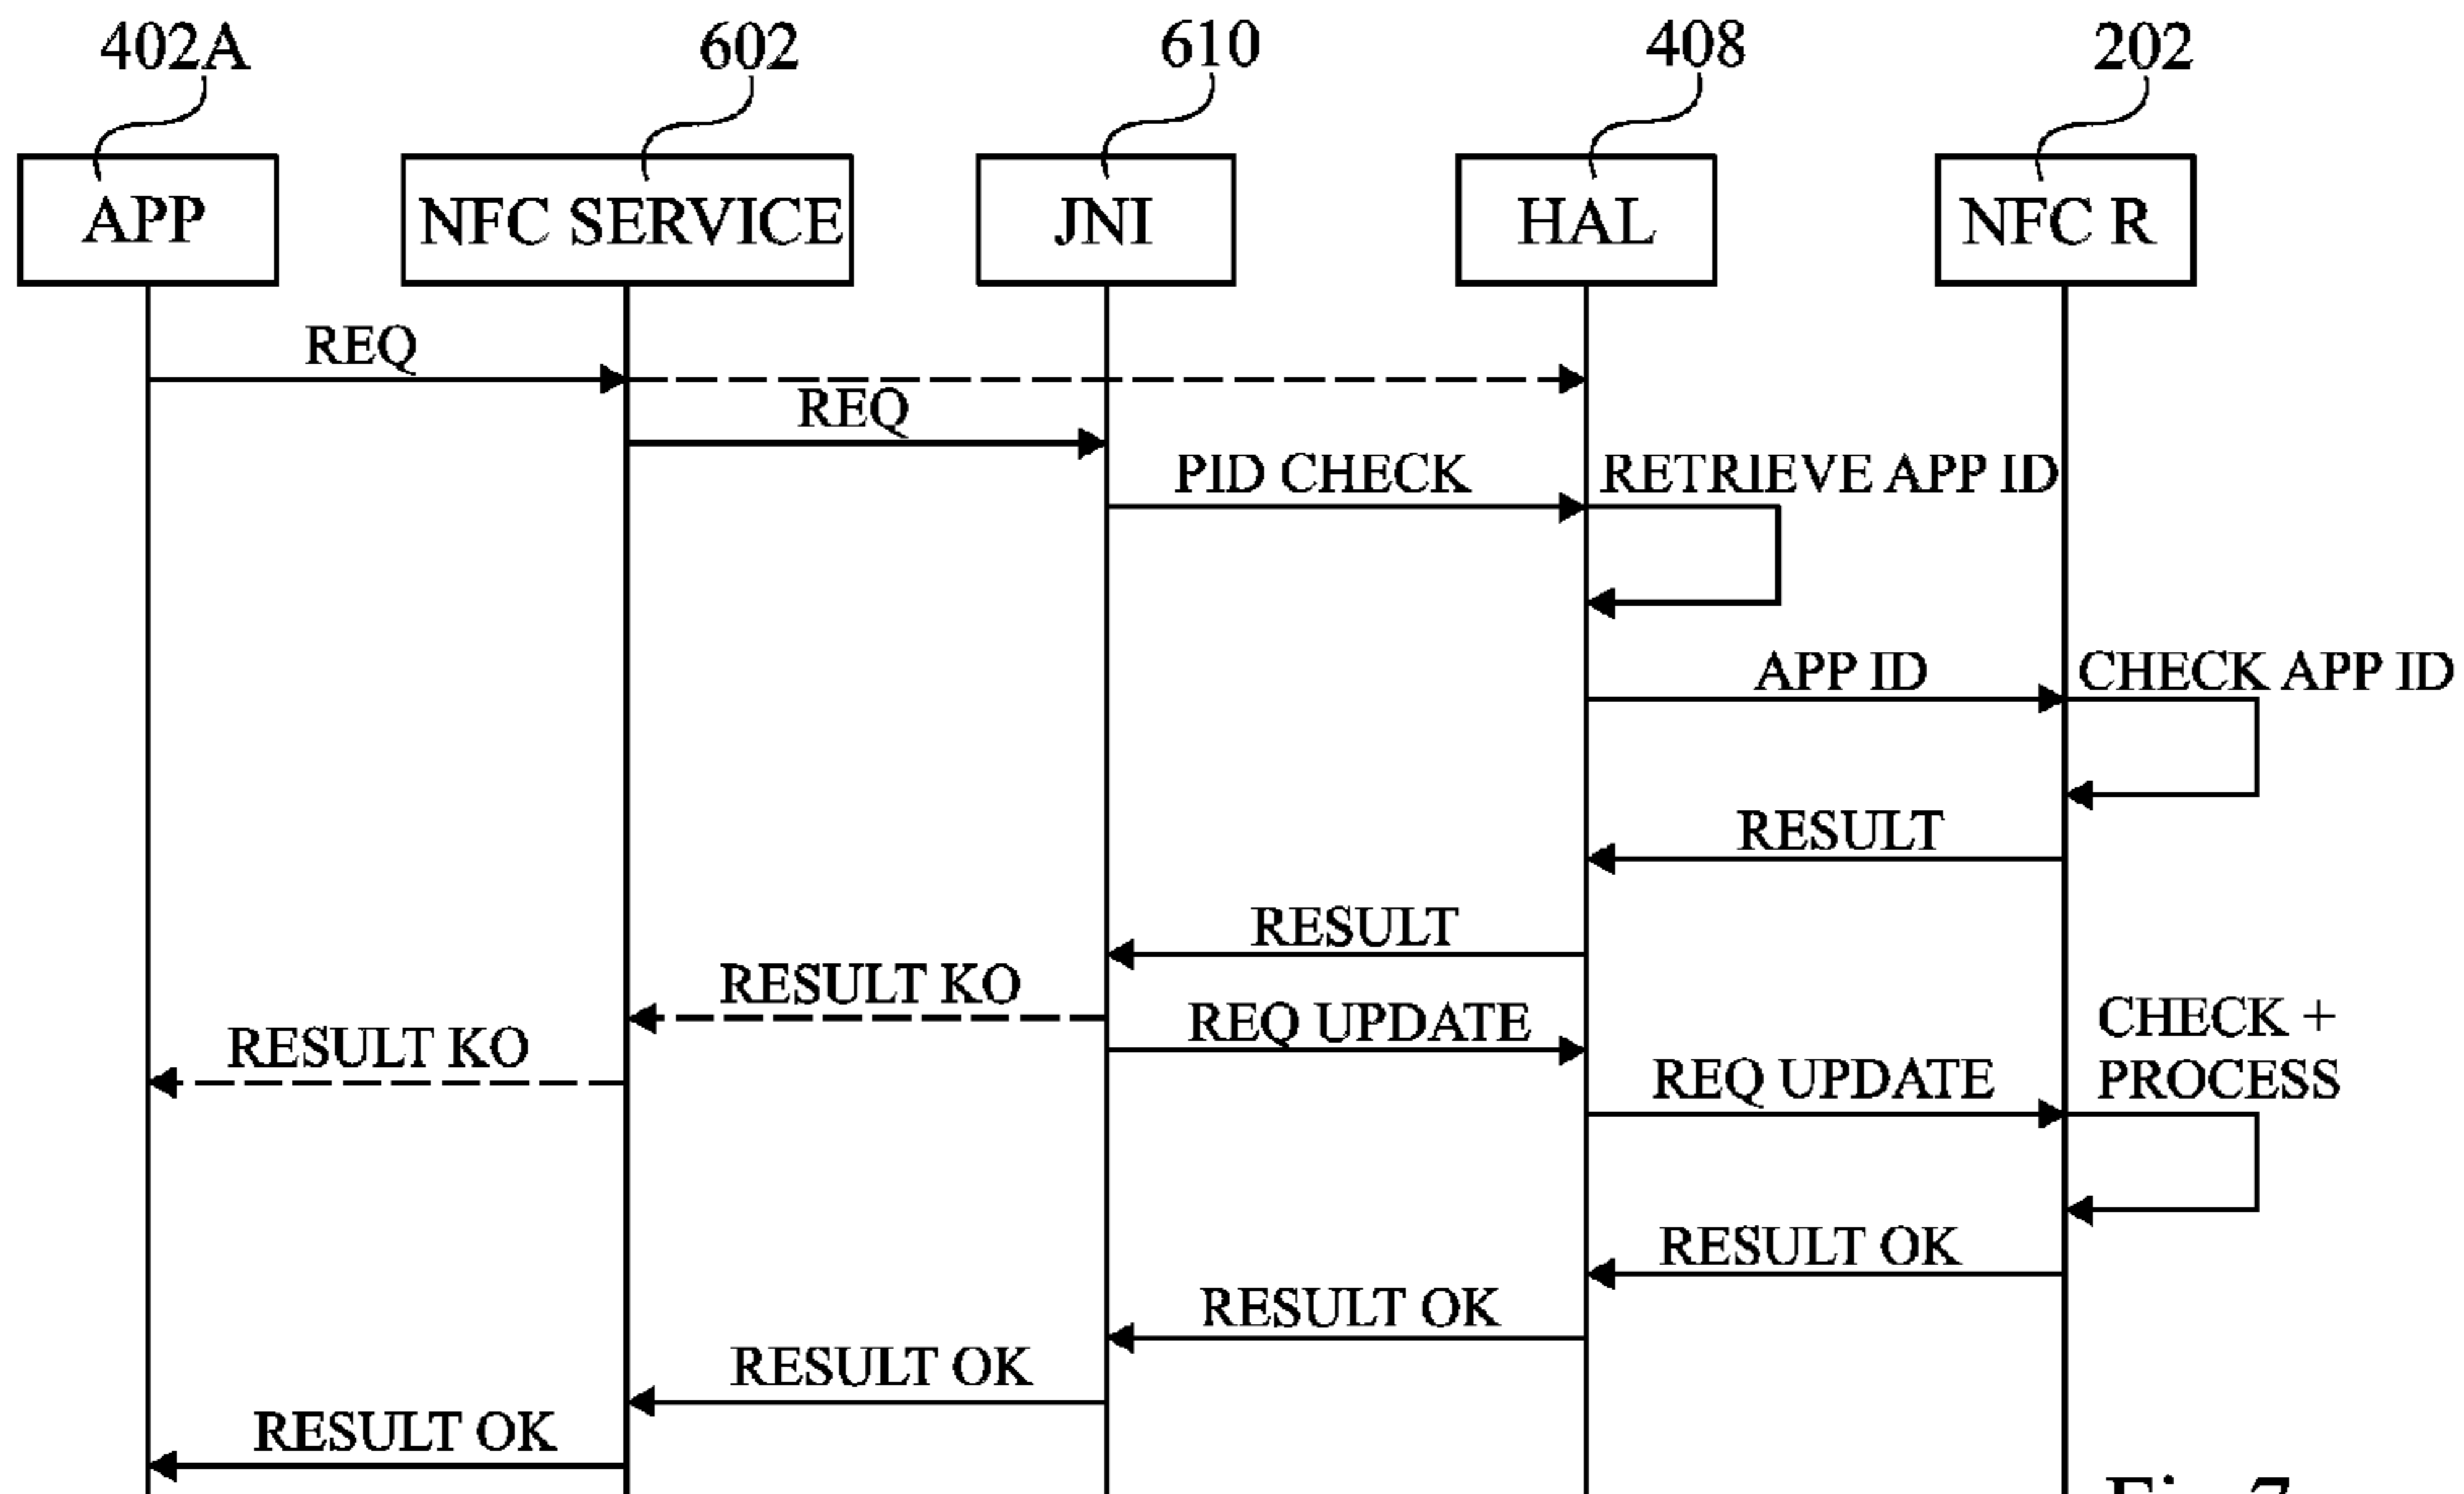 402A
602
610
408
202
APP
NFC SERVICE
JNI
HAL
NFC R
REQ
REQ
PID CHECK
RETRIEVE APP ID
APP ID
CHECK APP ID
RESULT
RESULT
RESULT KO
REQ UPDATE
CHECK +
PROCESS
RESULT KO
REQ UPDATE
RESULT OK
RESULT OK
RESULT OK
RESULT OK